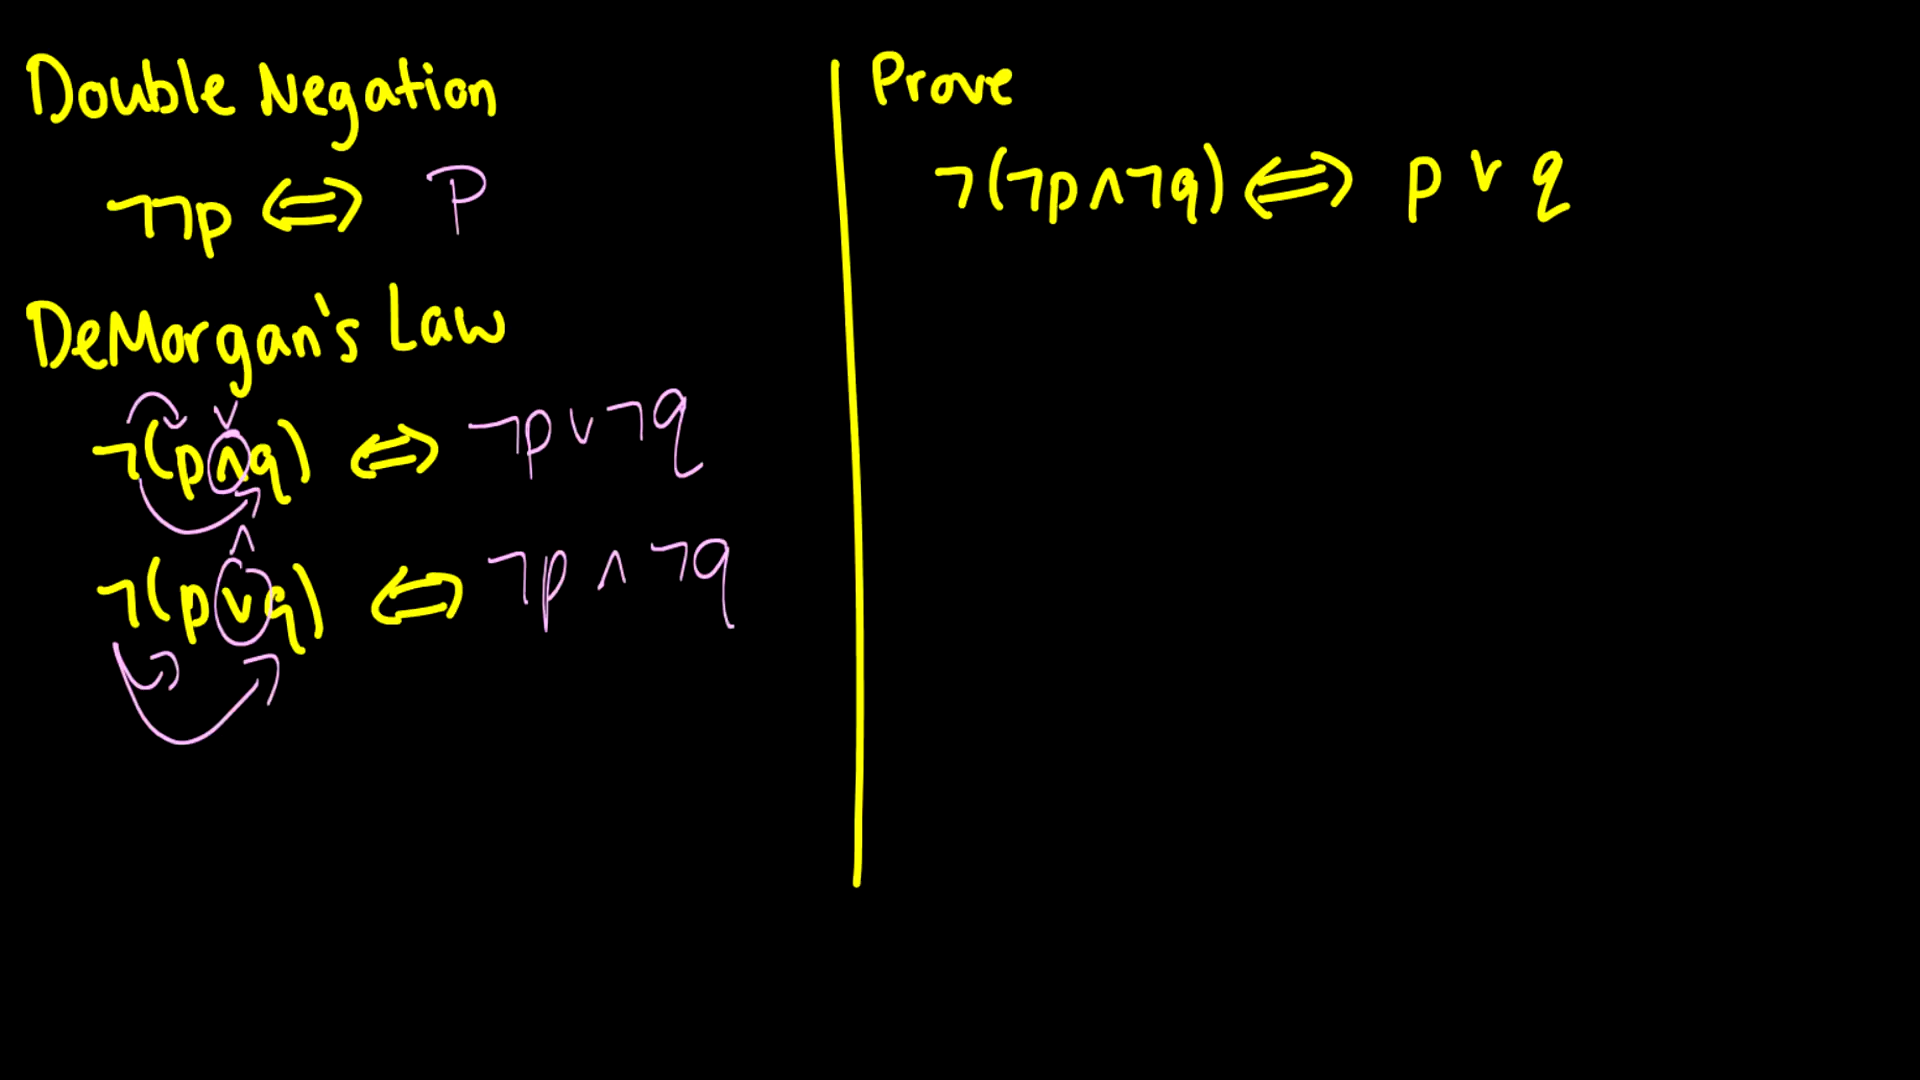 Double Negation
¬¬p ⇔ P
DeMorgan's Law
v
¬(p∧q) ⇔ ¬p∨¬q
∧
¬(p∨q) ⇔ ¬p∧¬q
Prove
¬(¬p∧¬q) ⇔ p ∨ q